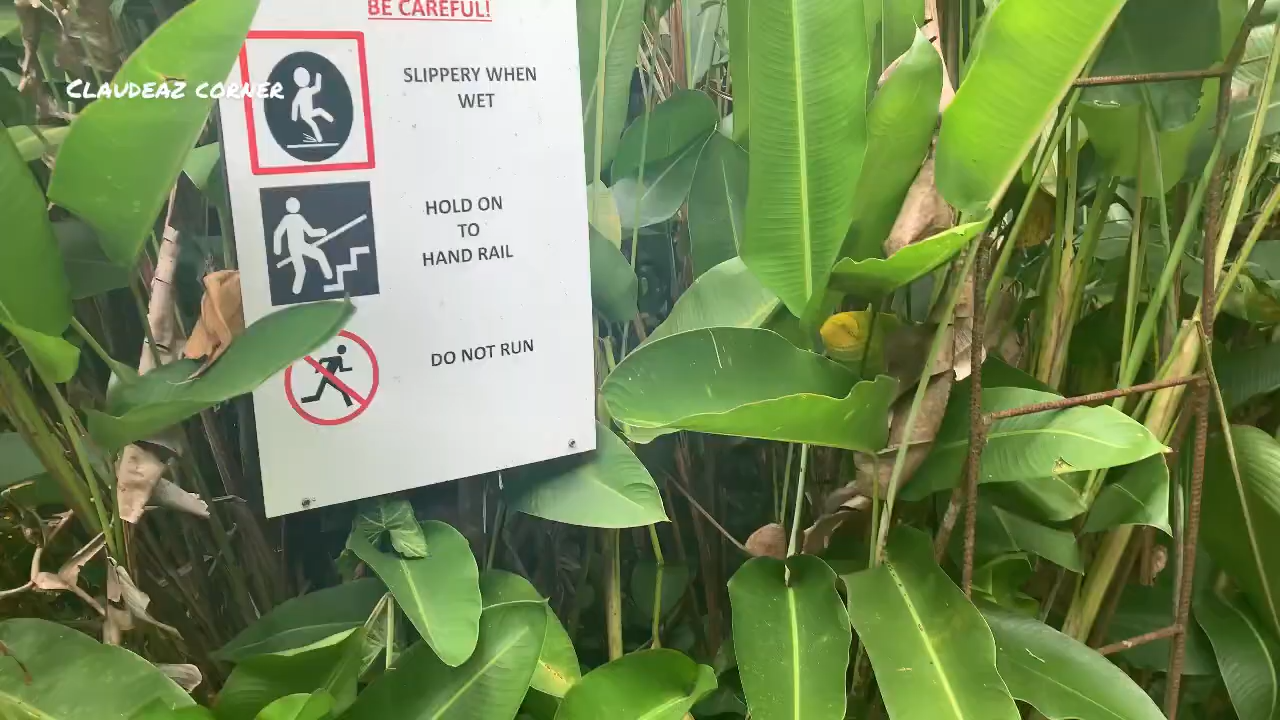 BE CAREFUL!
CLAUDEAZ CORNER
SLIPPERY WHEN
WET
HOLD ON
TO
HAND RAIL
DO NOT RUN